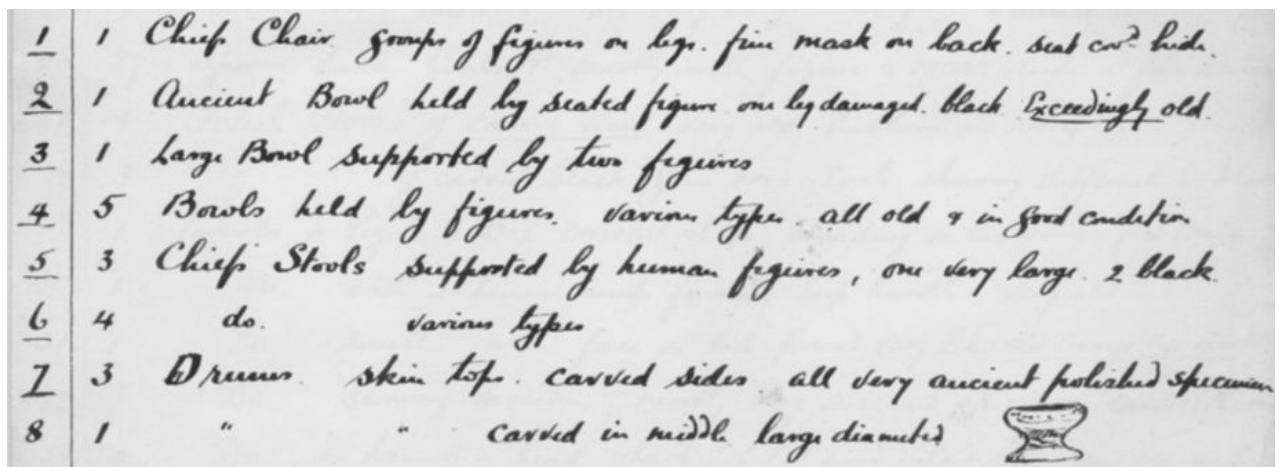 1 1 Chiefs Chair. groups of figures on legs. fine mask on back. seat covd hide.
2 1 Ancient Bowl held by seated figure one leg damaged. black Exceedingly old.
3 1 Large Bowl supported by two figures
4 5 Bowls held by figures. various types. all old & in good condition
5 3 Chiefs Stools supported by human figures, one very large. 2 black.
6 4 do. various types
7 3 Drums. skin tops. carved sides all very ancient polished specimen
8 1 " " carved in middle large diameter